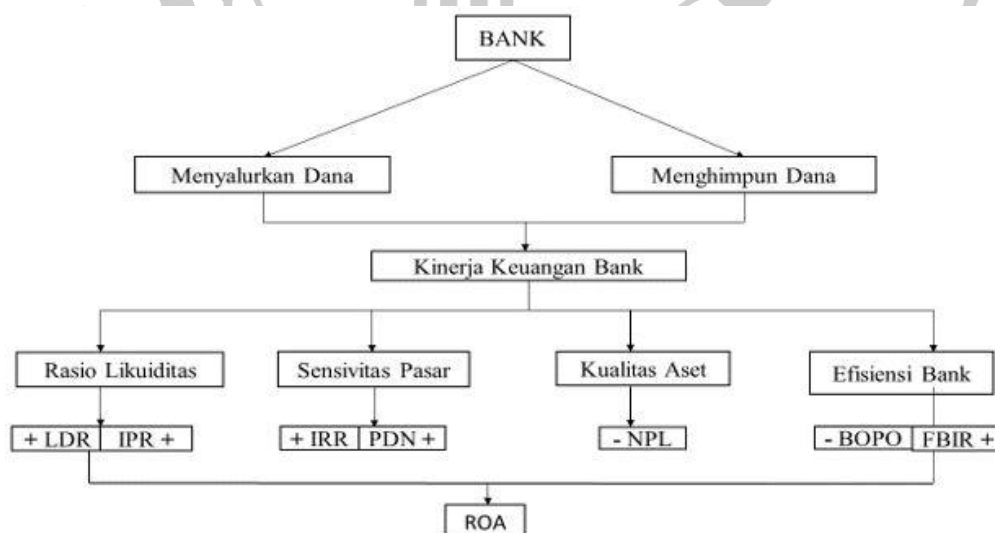 BANK
Menyalurkan Dana
Menghimpun Dana
Kinerja Keuangan Bank
Rasio Likuiditas
Sensivitas Pasar
Kualitas Aset
Efisiensi Bank
+ LDR
IPR +
+ IRR
PDN +
- NPL
- BOPO
FBIR +
ROA